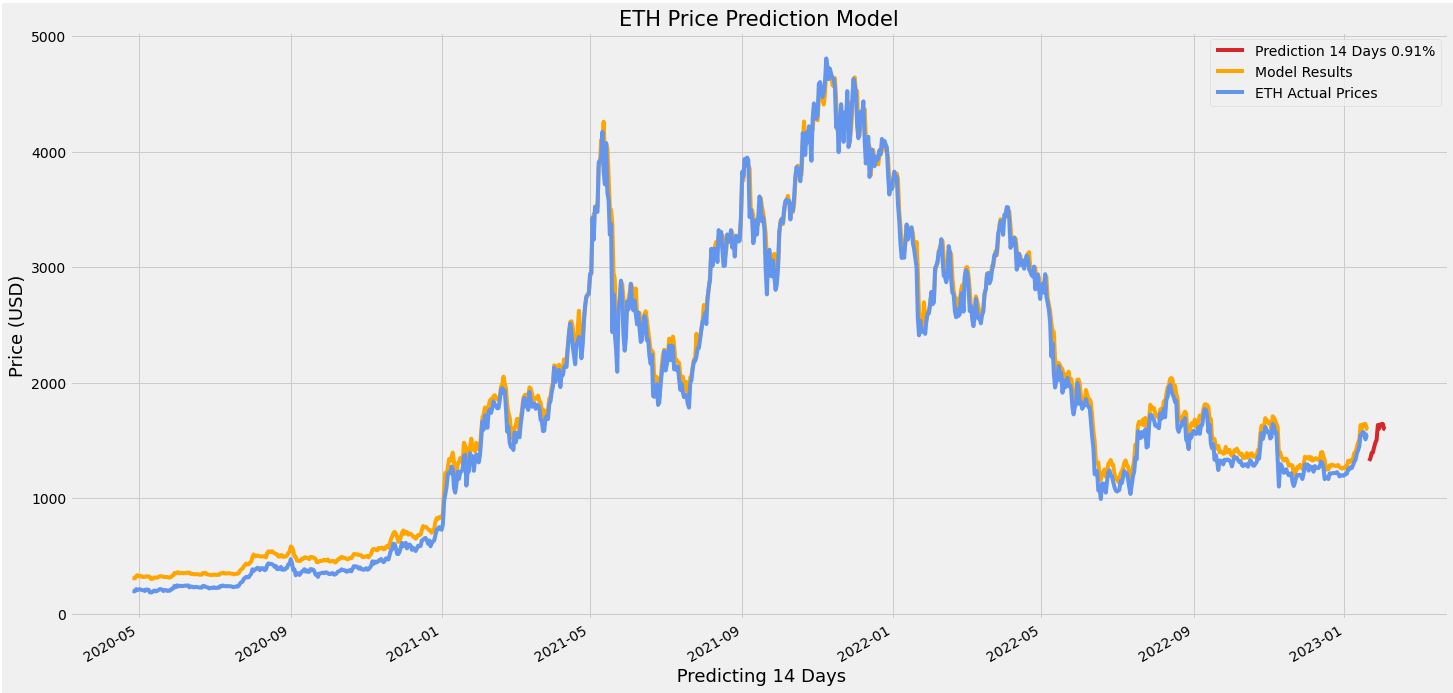 ETH Price Prediction Model
Prediction 14 Days 0.91%
Model Results
ETH Actual Prices
Price (USD)
5000
4000
3000
2000
1000
0
2020-05
2020-09
2021-01
2021-05
2021-09
2022-01
2022-05
2022-09
2023-01
Predicting 14 Days